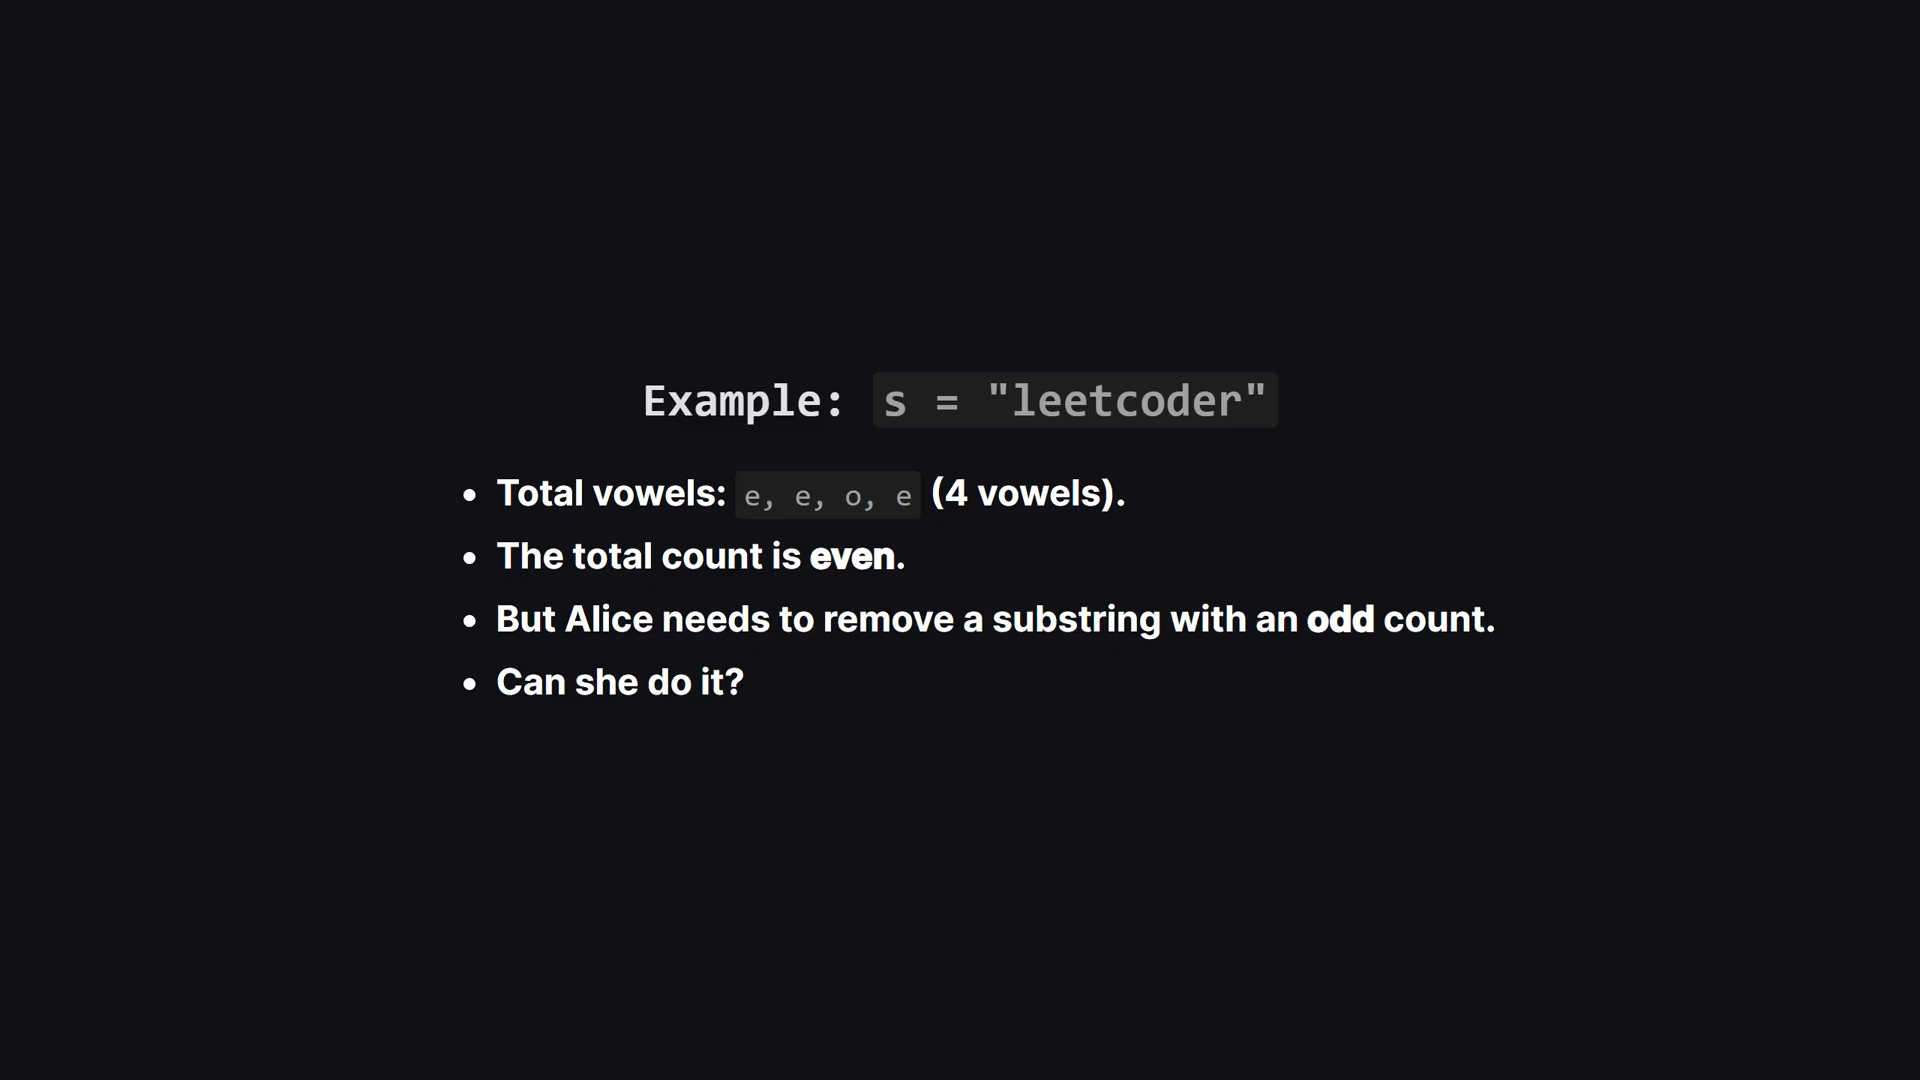 Example: s = "leetcoder"
• Total vowels: e, e, o, e (4 vowels).
• The total count is even.
• But Alice needs to remove a substring with an odd count.
• Can she do it?